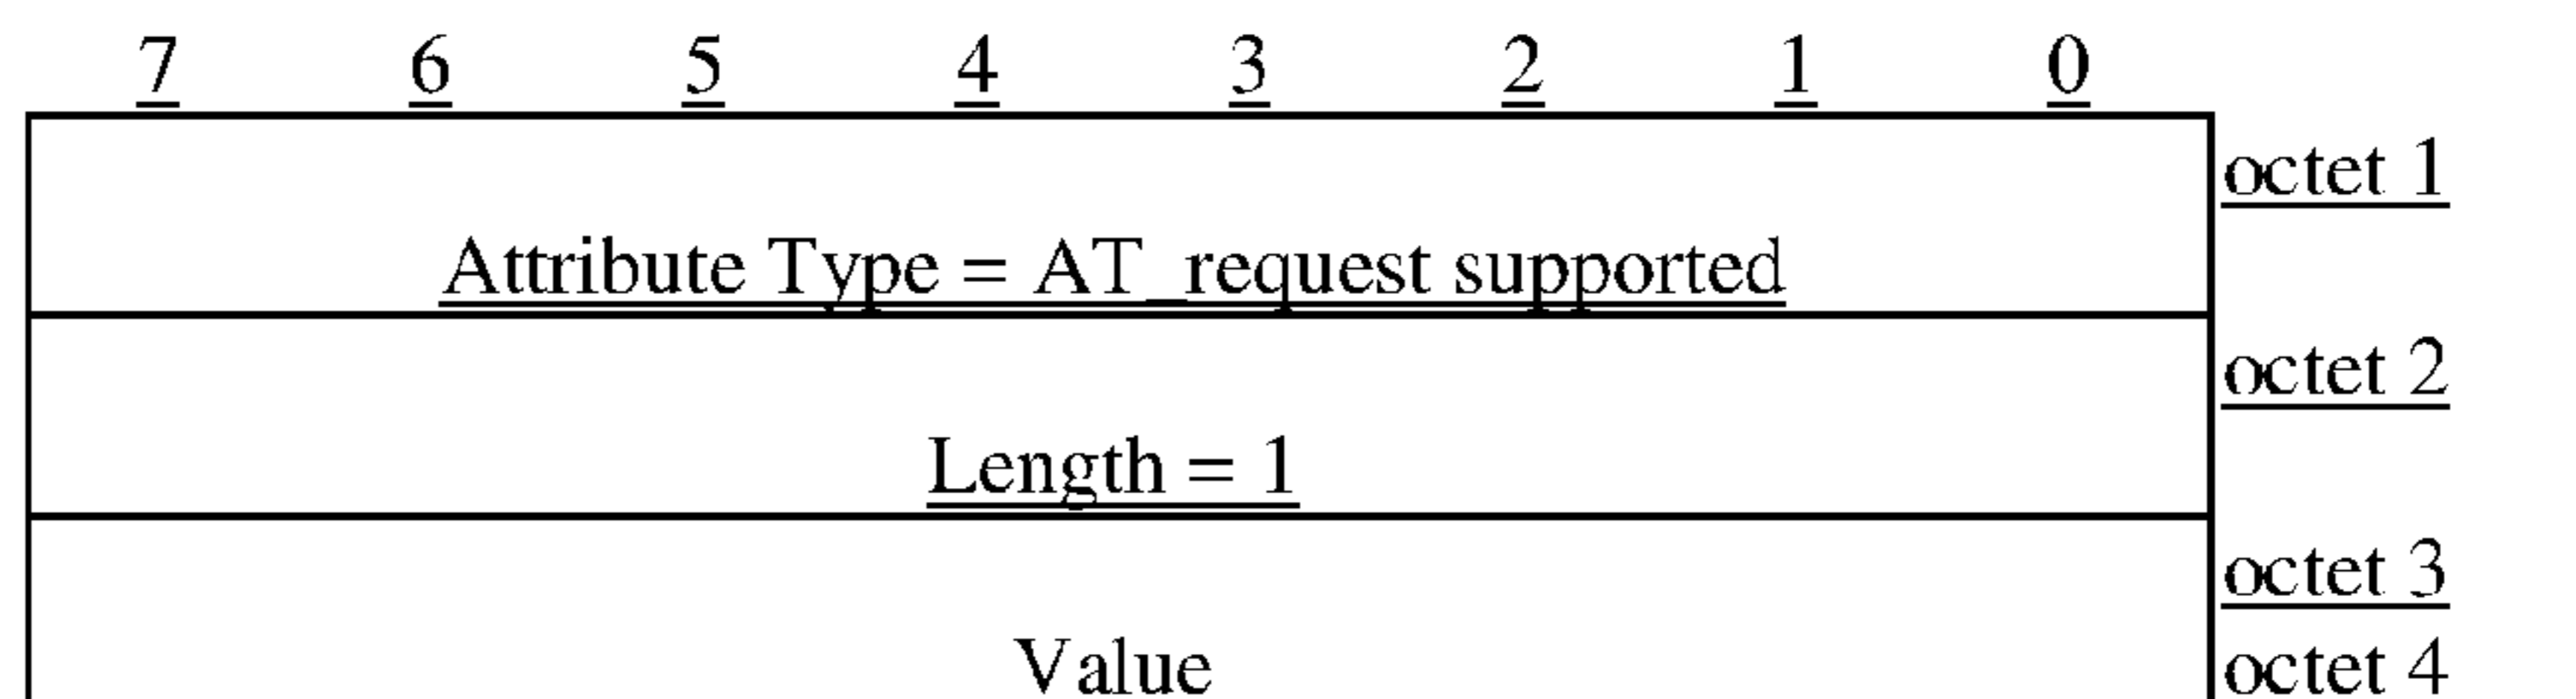 7 6 5 4 3 2 1 0
octet 1
Attribute Type = AT_request supported
octet 2
Length = 1
octet 3
Value octet 4